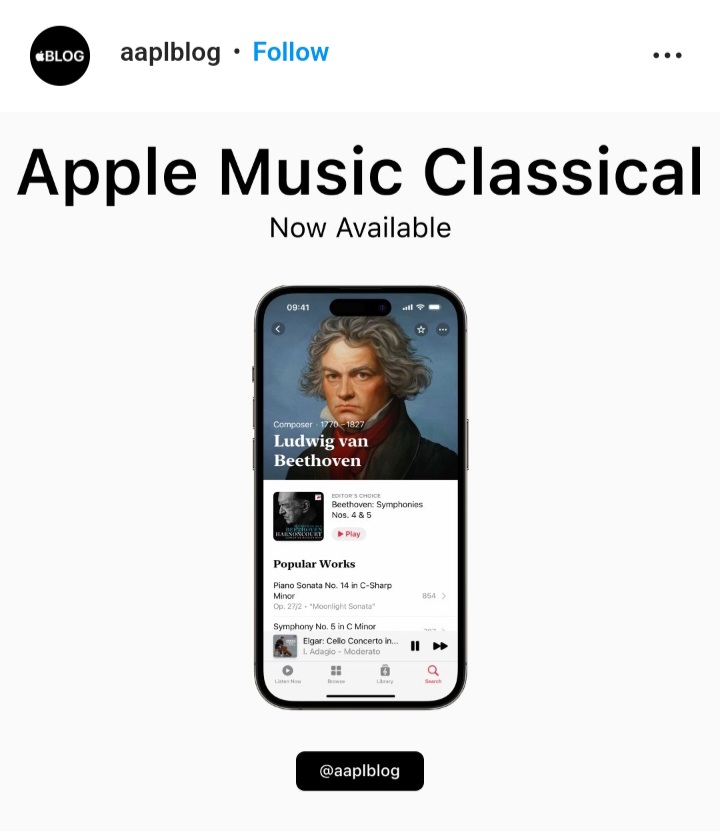 BLOG
aaplblog • Follow
Apple Music Classical
Now Available
09:41
Composer · 1770 – 1827
Ludwig van
Beethoven
EDITOR'S CHOICE
Beethoven: Symphonies
Nos. 4 & 5
BEETHOVEN
HARNONCOURT
Play
Popular Works
Piano Sonata No. 14 in C-Sharp
Minor
854
Op. 27/2 • "Moonlight Sonata"
Symphony No. 5 in C Minor
Elgar: Cello Concerto in...
I. Adagio – Moderato
Listen Now
Browse
Library
Search
@aaplblog